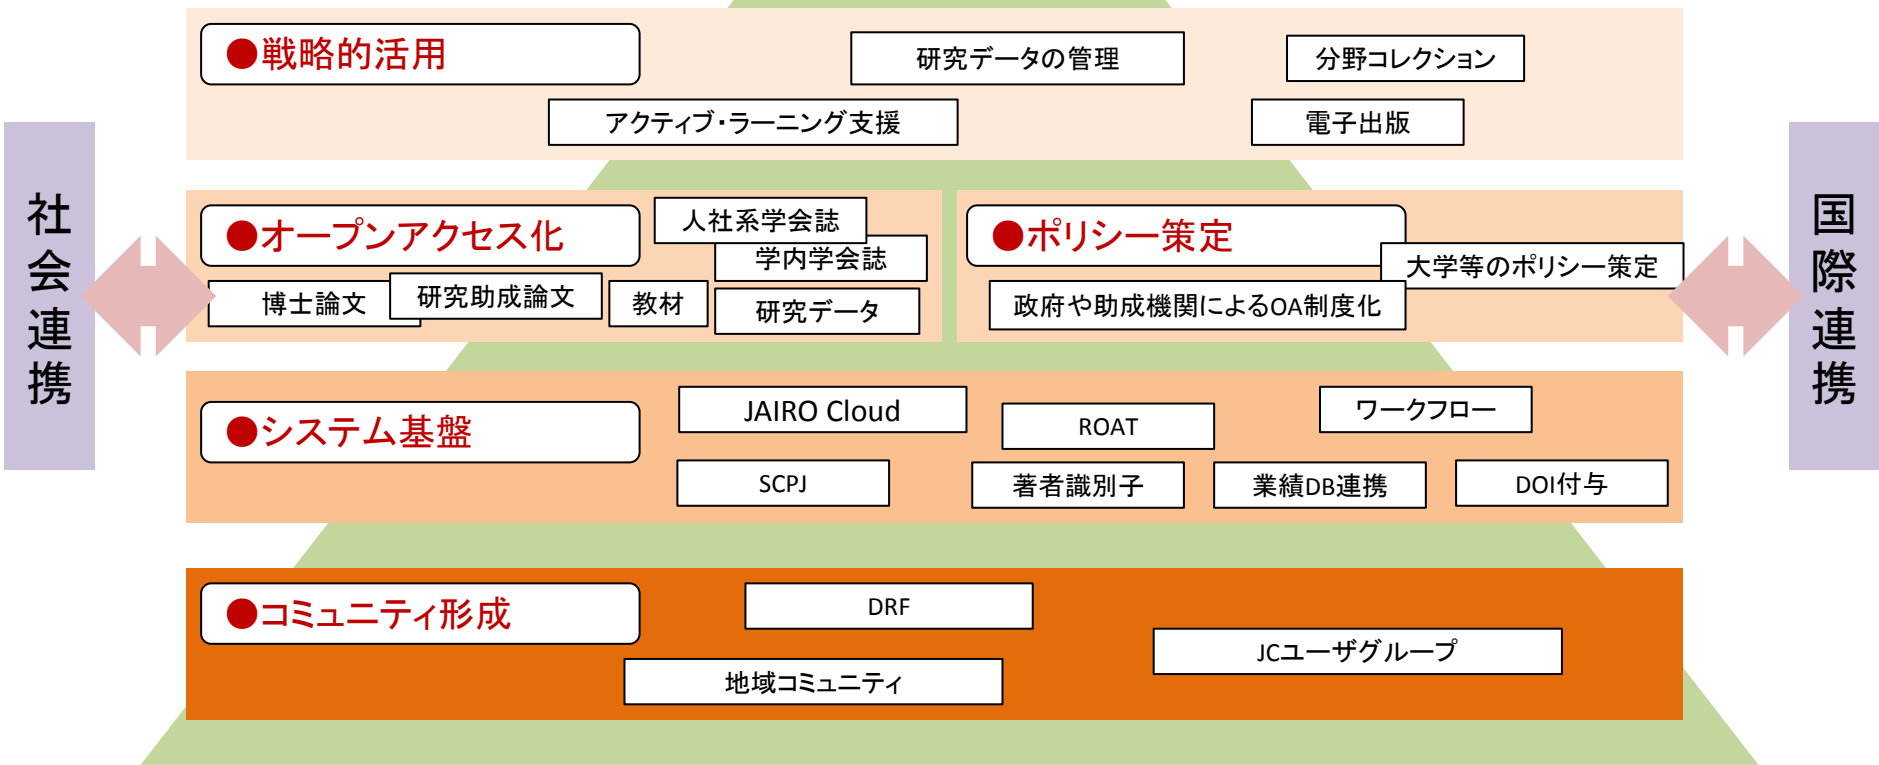 ●戦略的活用
研究データの管理
分野コレクション
アクティブ・ラーニング支援
電子出版
社会連携
国際連携
●オープンアクセス化
人社系学会誌
学内学会誌
博士論文
研究助成論文
教材
研究データ
●ポリシー策定
大学等のポリシー策定
政府や助成機関によるOA制度化
●システム基盤
JAIRO Cloud
ROAT
ワークフロー
SCPJ
著者識別子
業績DB連携
DOI付与
●コミュニティ形成
DRF
JCユーザグループ
地域コミュニティ